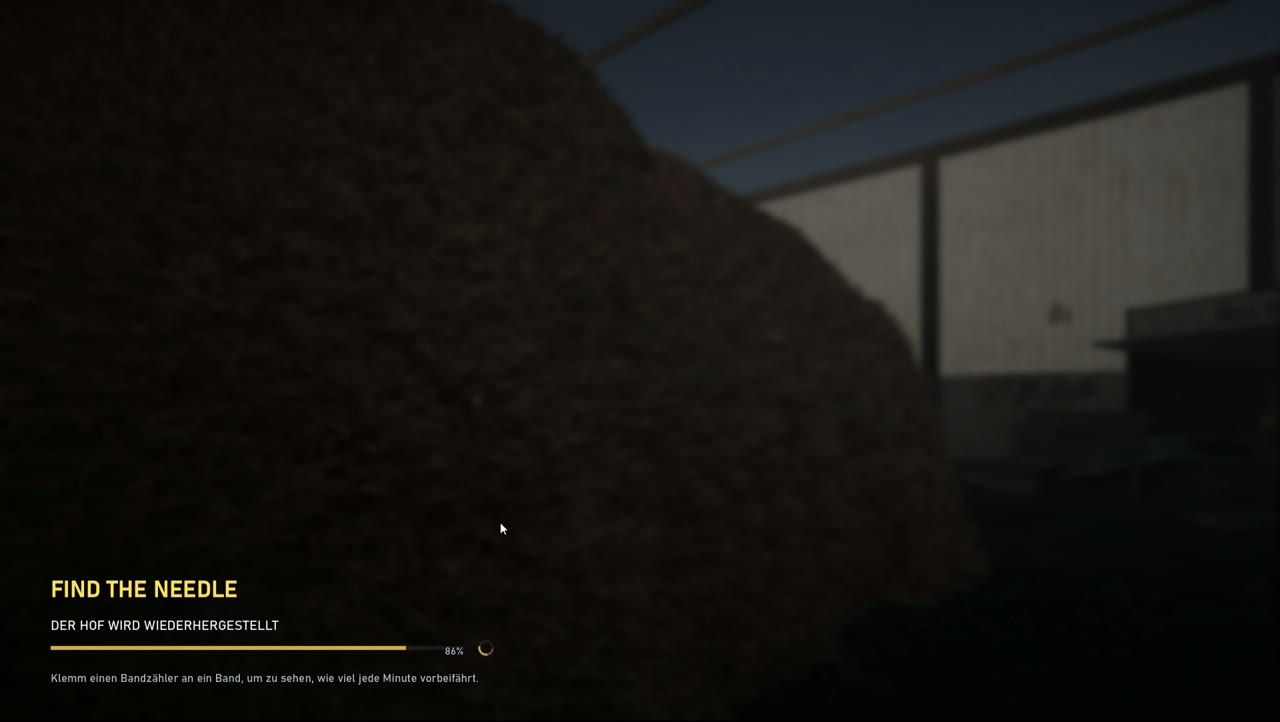 FIND THE NEEDLE
DER HOF WIRD WIEDERHERGESTELLT
86%
Klemm einen Bandzähler an ein Band, um zu sehen, wie viel jede Minute vorbeifährt.